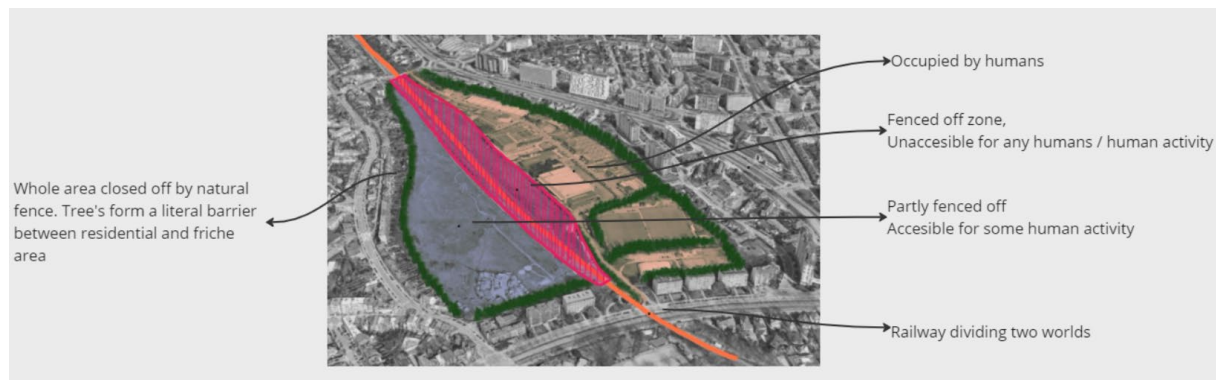 Whole area closed off by natural
fence. Tree's form a literal barrier
between residential and friche
area
Occupied by humans
Fenced off zone,
Unaccesible for any humans / human activity
Partly fenced off
Accesible for some human activity
Railway dividing two worlds